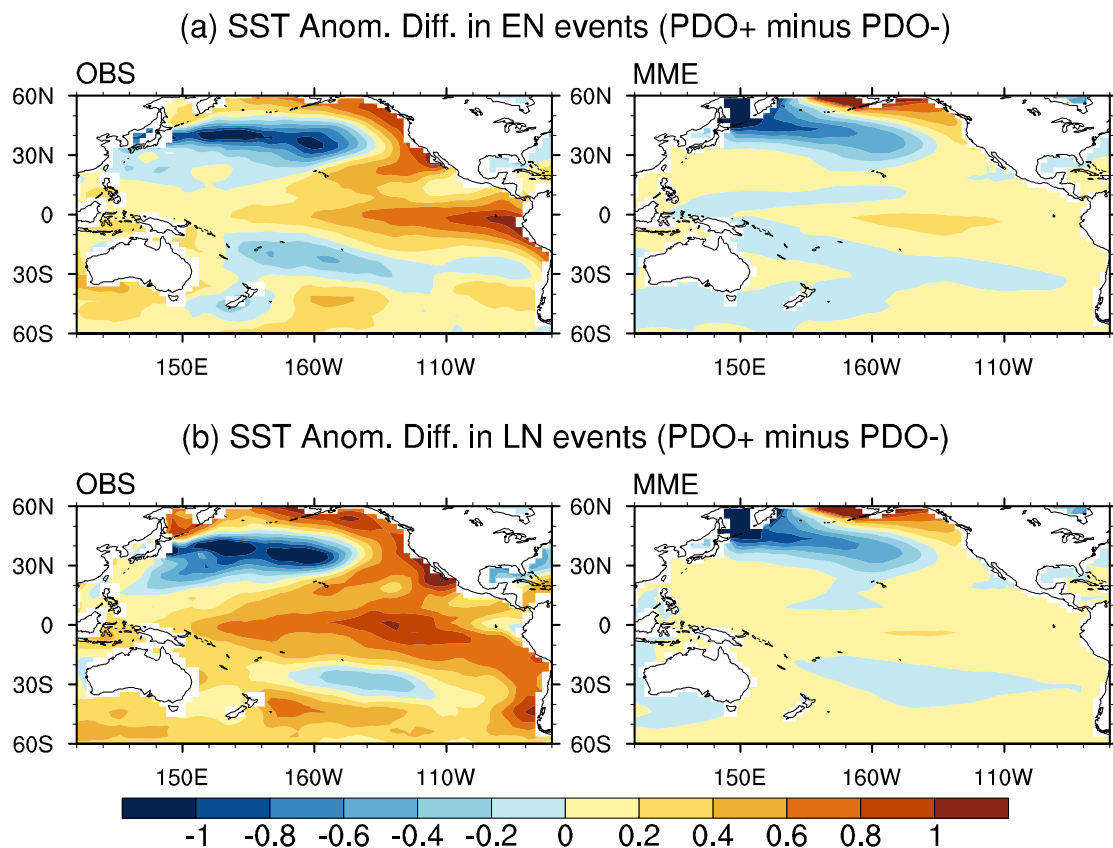 (a) SST Anom. Diff. in EN events (PDO+ minus PDO-)
OBS MME
60N 60N
30N 30N
0 0
30S 30S
60S 60S
150E 160W 110W 150E 160W 110W
(b) SST Anom. Diff. in LN events (PDO+ minus PDO-)
OBS MME
60N 60N
30N 30N
0 0
30S 30S
60S 60S
150E 160W 110W 150E 160W 110W
-1 -0.8 -0.6 -0.4 -0.2 0 0.2 0.4 0.6 0.8 1